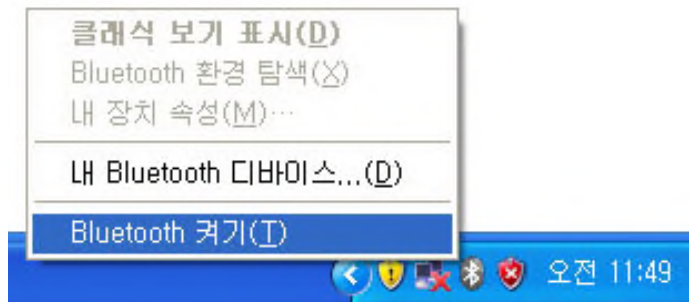 클래식 보기 표시(D)
Bluetooth 환경 탐색(X)
내 장치 속성(M)...
내 Bluetooth 디바이스...(D)
Bluetooth 켜기(T)
오전 11:49